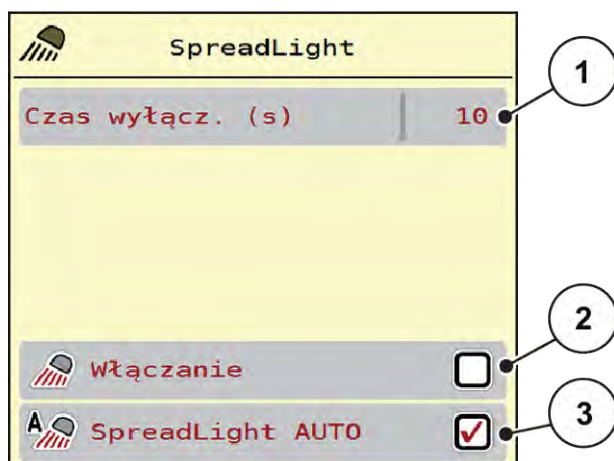 SpreadLight
1
Czas wyłącz. (s) 10
2
Włączanie
3
A
SpreadLight AUTO